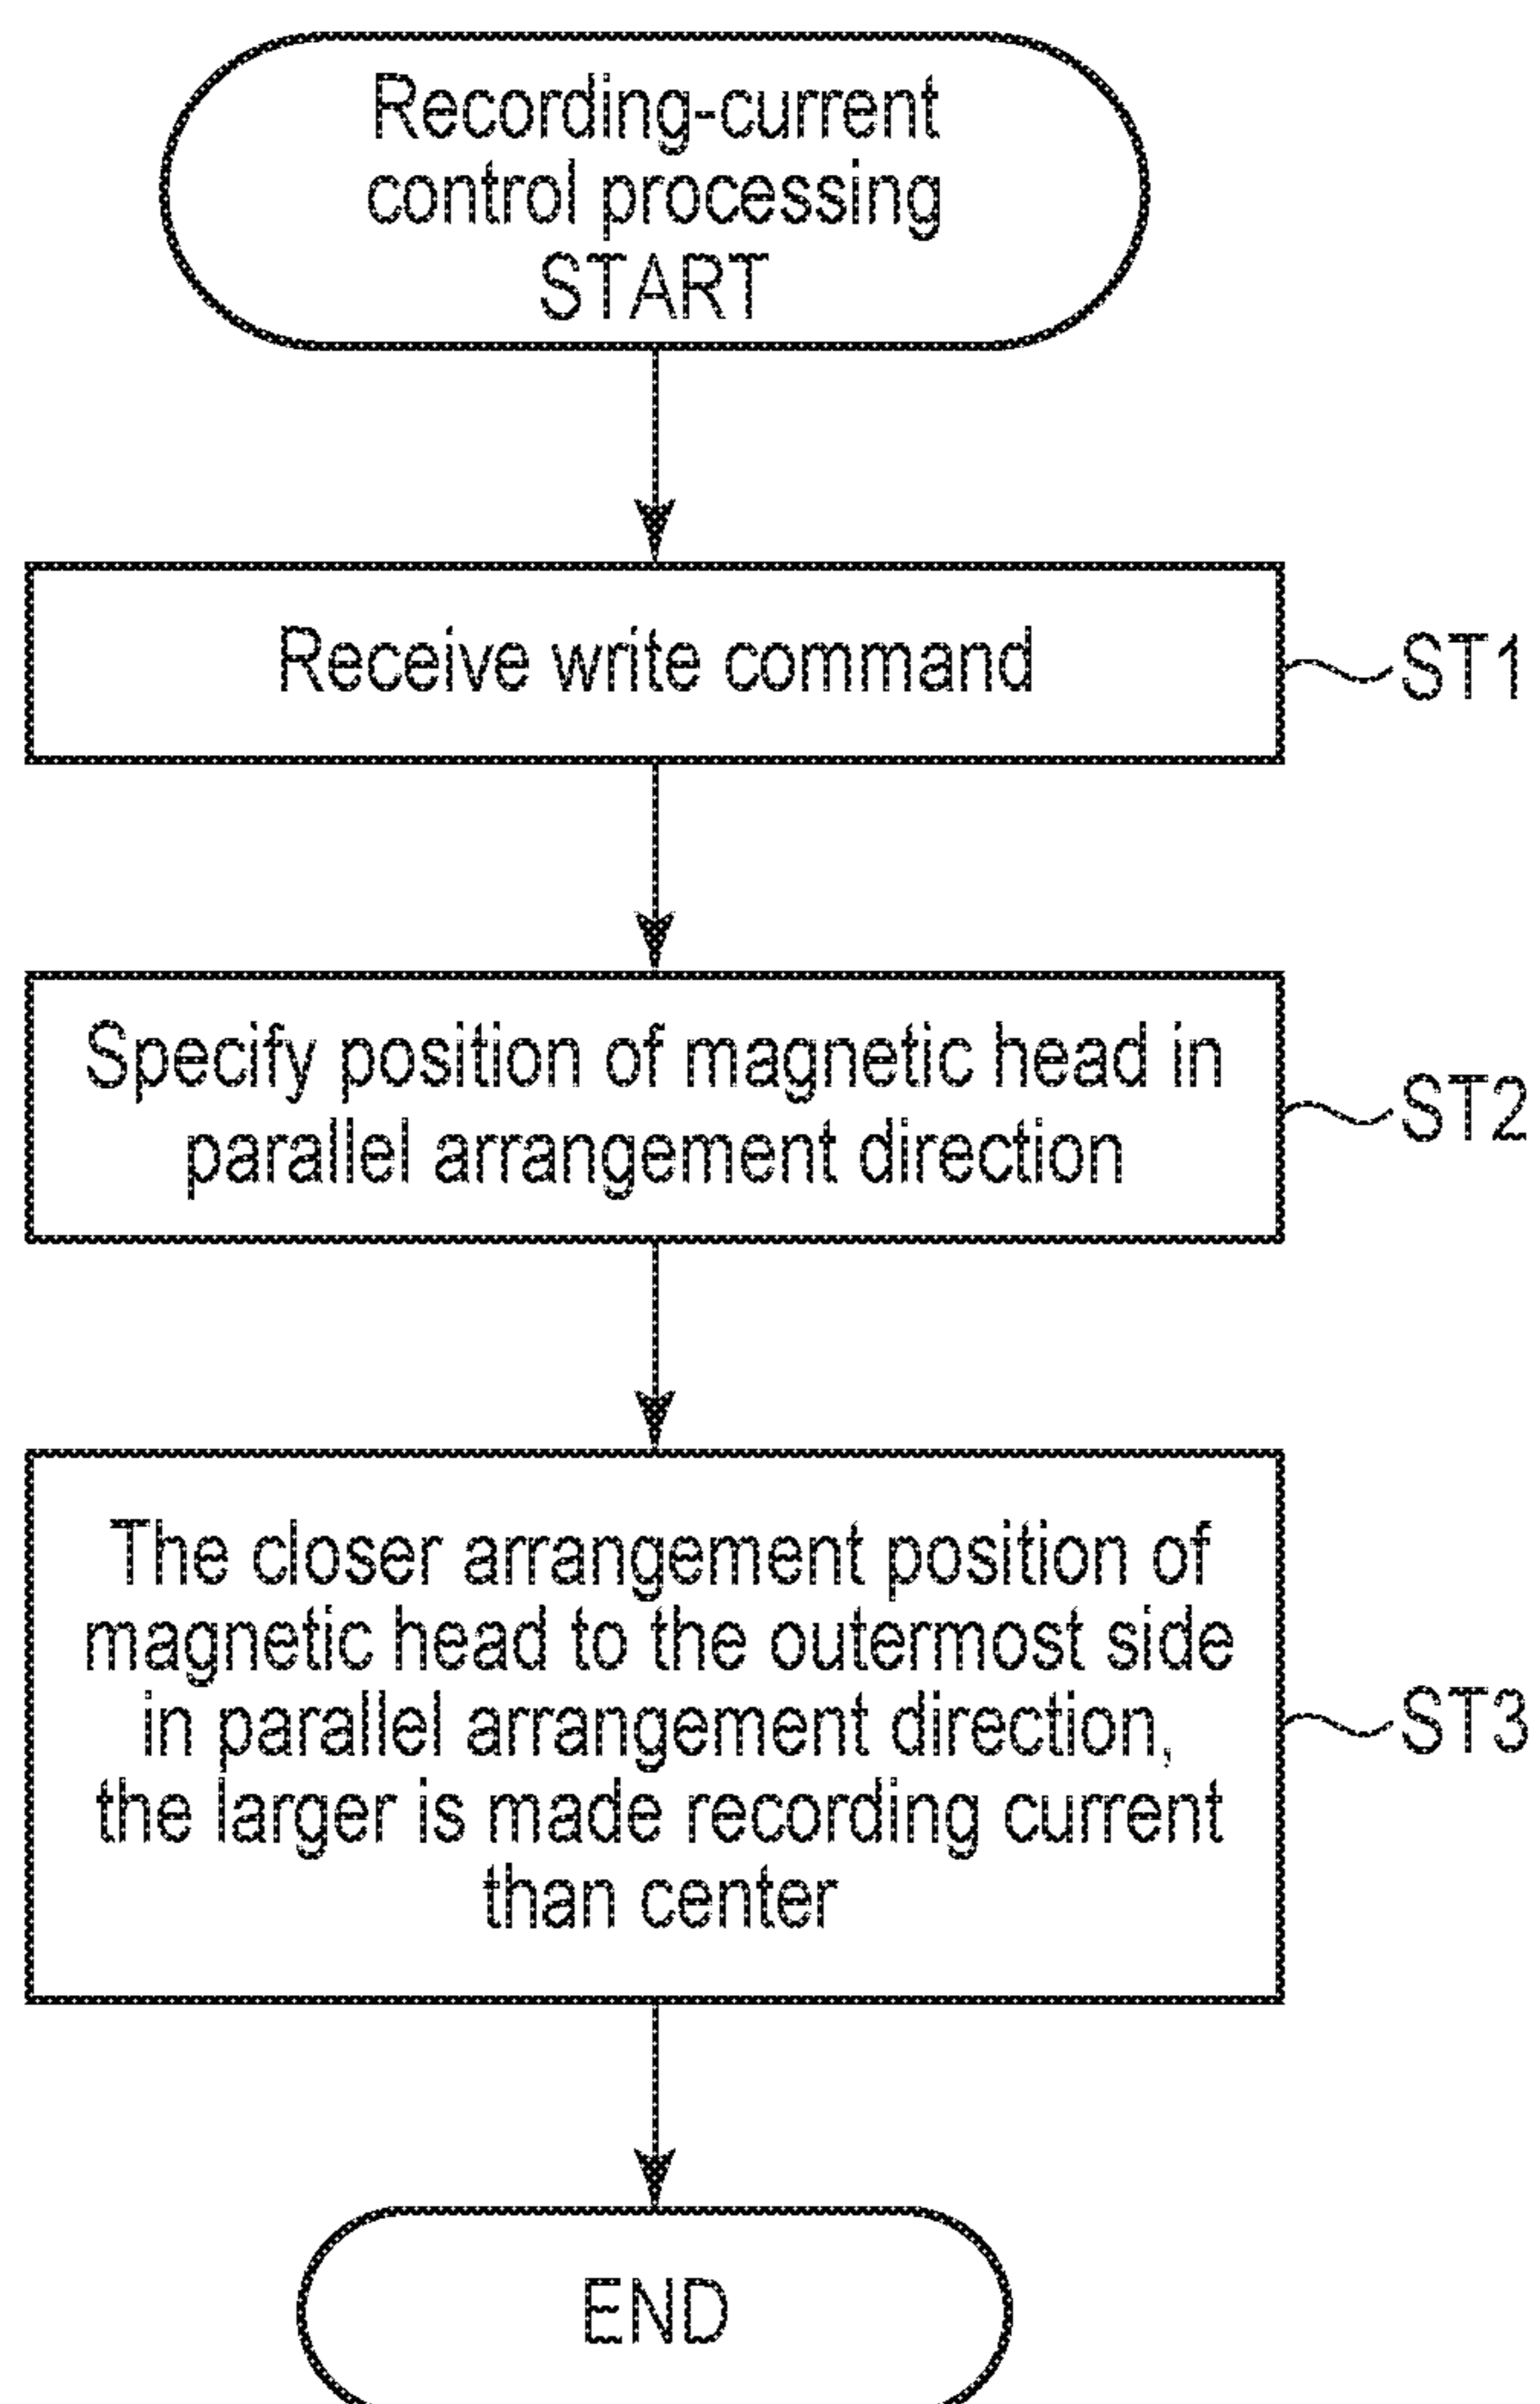 Recording-current
control processing
START
Receive write command
ST1
Specify position of magnetic head in
parallel arrangement direction
ST2
The closer arrangement position of
magnetic head to the outermost side
in parallel arrangement direction,
the larger is made recording current
than center
ST3
END